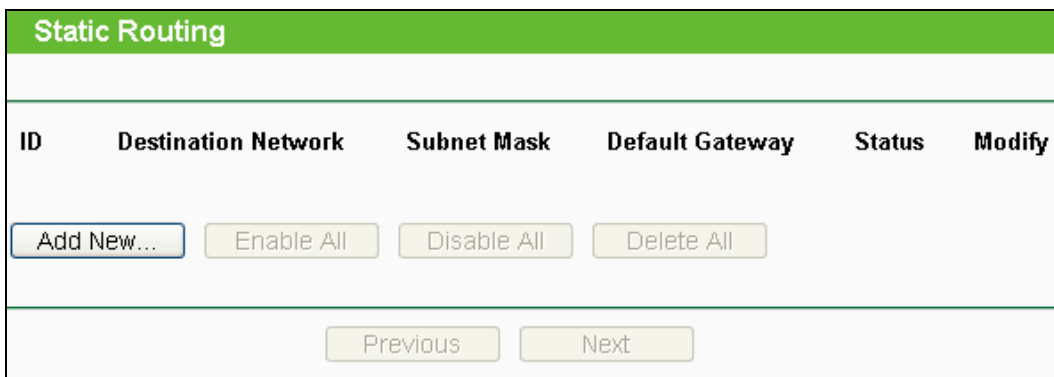 Static Routing
ID Destination Network Subnet Mask Default Gateway Status Modify
Add New... Enable All Disable All Delete All
Previous Next